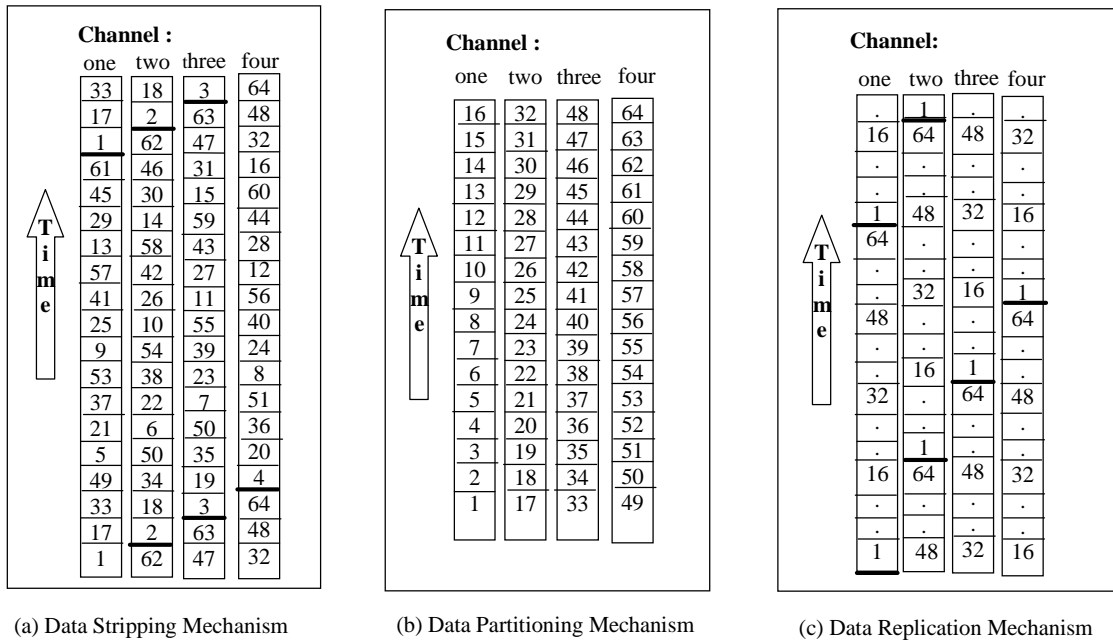 Channel :
one two three four
33 18 3 64
17 2 63 48
1 62 47 32
61 46 31 16
45 30 15 60
29 14 59 44
13 58 43 28
57 42 27 12
41 26 11 56
25 10 55 40
9 54 39 24
53 38 23 8
37 22 7 51
21 6 50 36
5 50 35 20
49 34 19 4
33 18 3 64
17 2 63 48
1 62 47 32
Time
(a) Data Stripping Mechanism
Channel :
one two three four
16 32 48 64
15 31 47 63
14 30 46 62
13 29 45 61
12 28 44 60
11 27 43 59
10 26 42 58
9 25 41 57
8 24 40 56
7 23 39 55
6 22 38 54
5 21 37 53
4 20 36 52
3 19 35 51
2 18 34 50
1 17 33 49
Time
(b) Data Partitioning Mechanism
Channel:
one two three four
. 1 . .
16 64 48 32
. . . .
. . . .
1 48 32 16
64 . . .
. . . .
. 32 16 1
48 . . 64
. . . .
. 16 1 .
32 . 64 48
. . . .
. 1 . .
16 64 48 32
. . . .
. . . .
1 48 32 16
Time
(c) Data Replication Mechanism